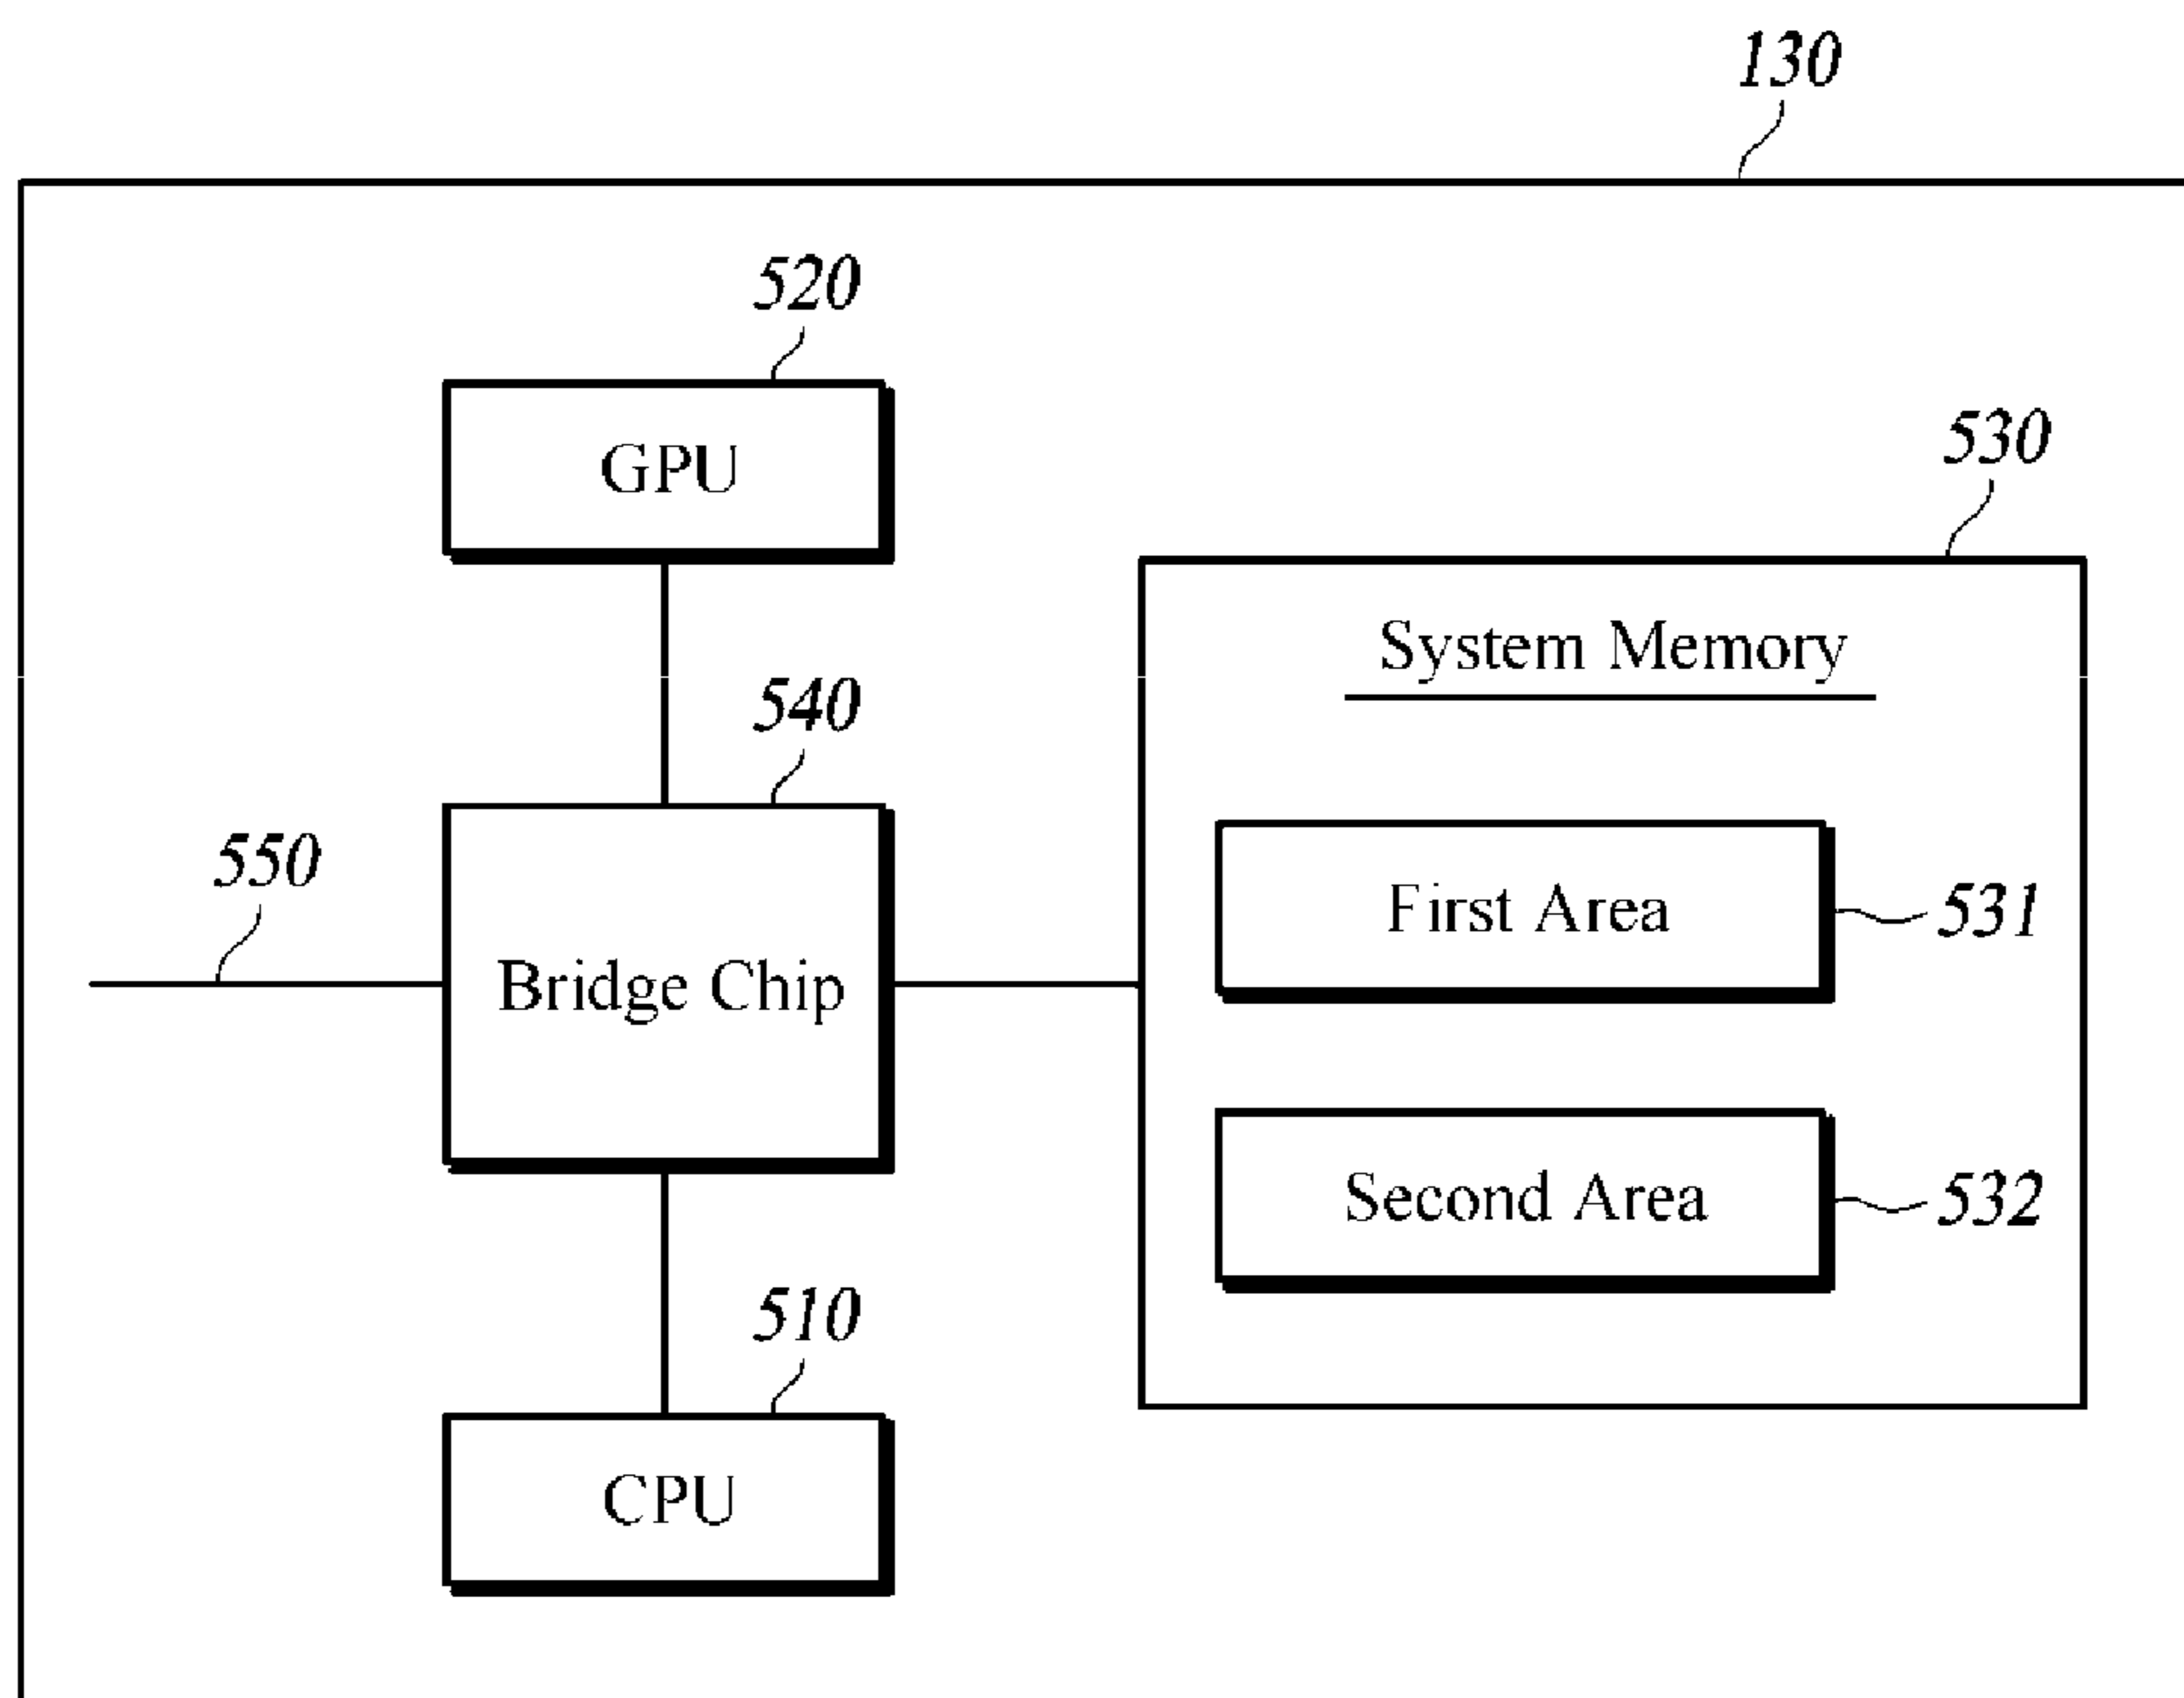 130
520
GPU
530
System Memory
540
550
Bridge Chip
First Area
531
Second Area
532
510
CPU